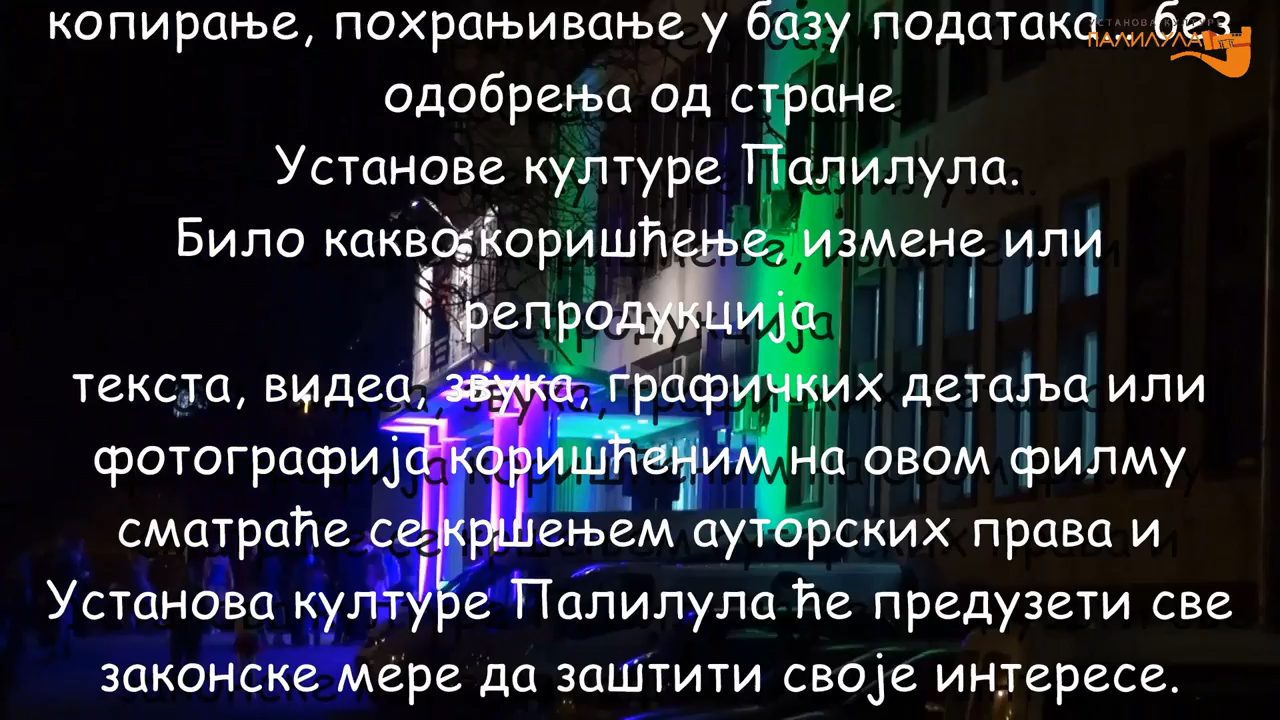 копирање, похрањивање у базу података... без
УСТАНОВА КУЛТУРЕ
ПАЛИЛУЛА
одобрења од стране
Установе културе Палилула.
Било какво коришћење, измене или
репродукција
текста, видеа, звука, графичких детаља или
фотографија коришћеним на овом филму
сматраће се кршењем ауторских права и
Установа културе Палилула ће предузети све
законске мере да заштити своје интересе.